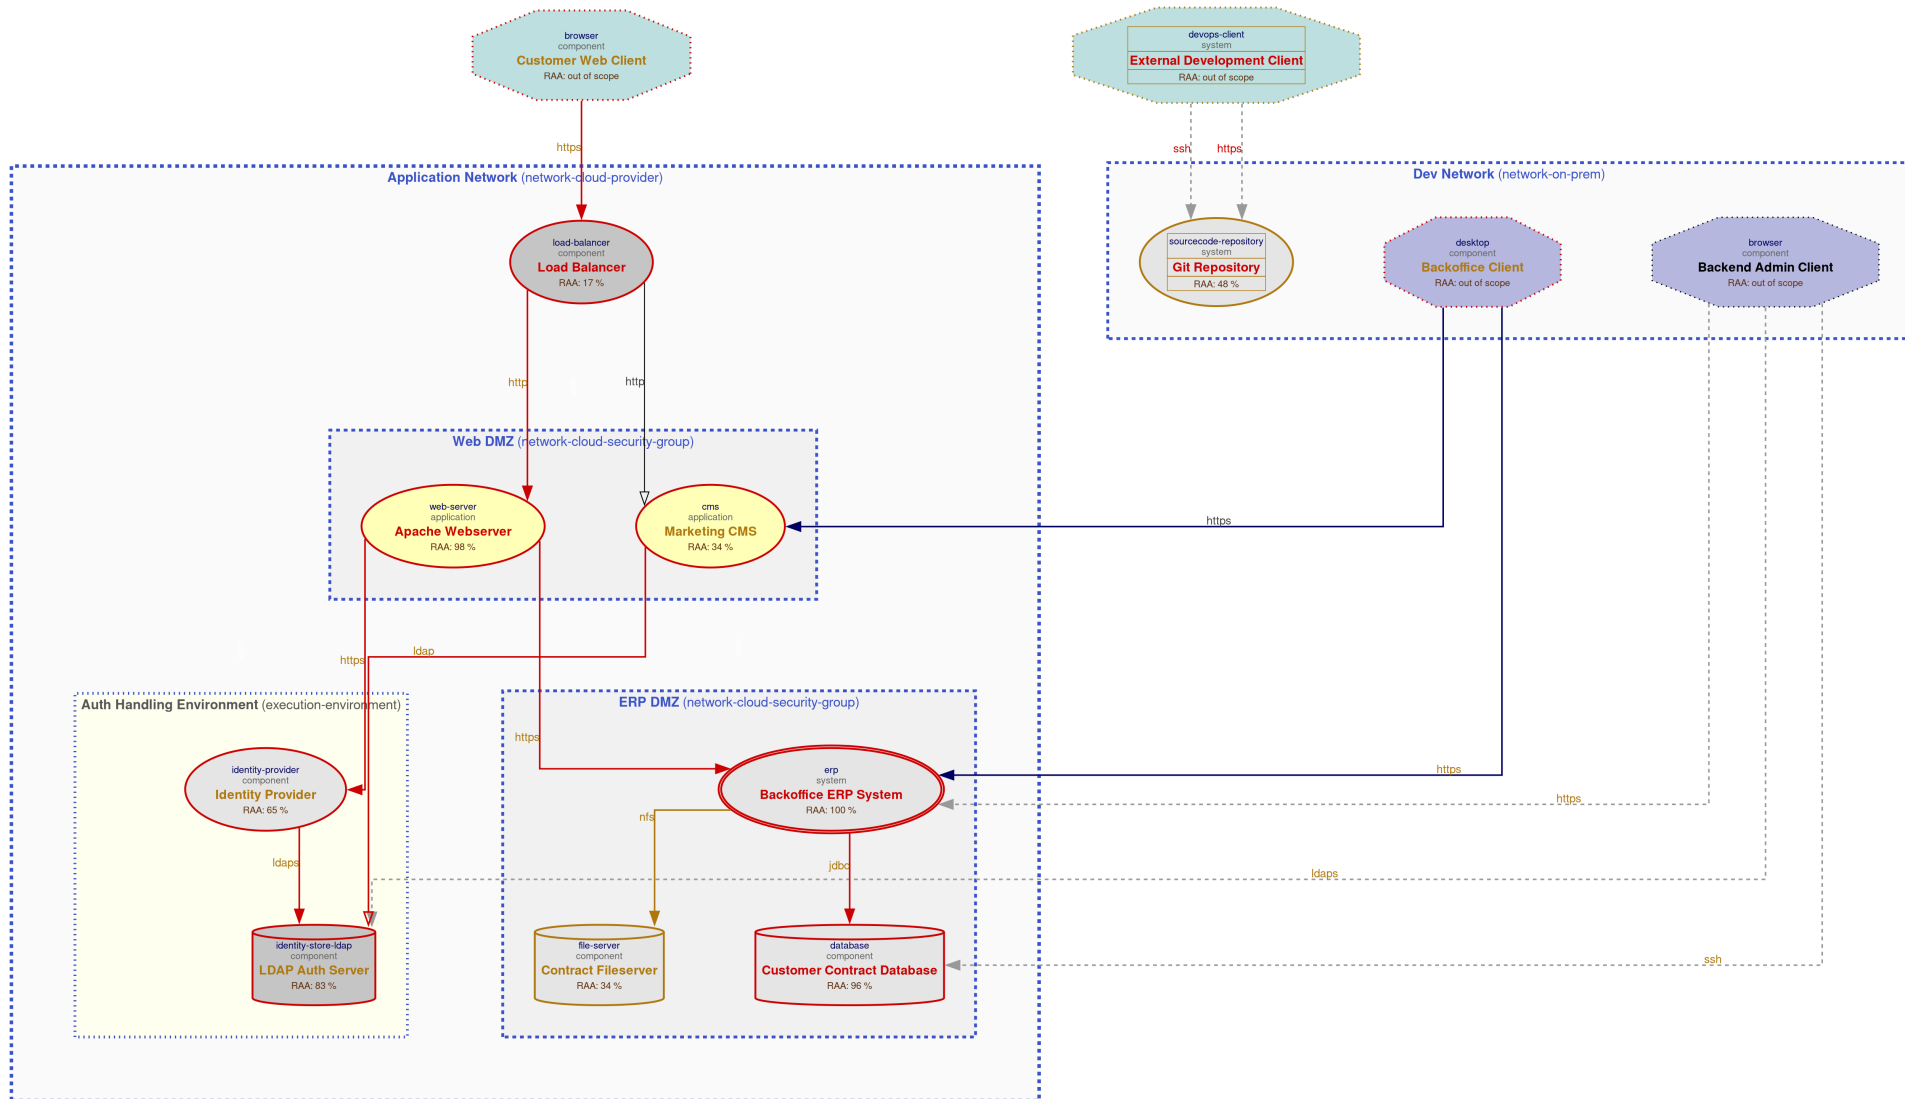 browser
component
Customer Web Client
RAA: out of scope
devops-client
system
External Development Client
RAA: out of scope
https
ssh
https
Application Network (network-cloud-provider)
Dev Network (network-on-prem)
load-balancer
component
Load Balancer
RAA: 17 %
sourcecode-repository
system
Git Repository
RAA: 48 %
desktop
component
Backoffice Client
RAA: out of scope
browser
component
Backend Admin Client
RAA: out of scope
http
http
Web DMZ (network-cloud-security-group)
web-server
application
Apache Webserver
RAA: 98 %
cms
application
Marketing CMS
RAA: 34 %
https
https
ldap
Auth Handling Environment (execution-environment)
ERP DMZ (network-cloud-security-group)
https
identity-provider
component
Identity Provider
RAA: 65 %
erp
system
Backoffice ERP System
RAA: 100 %
https
https
nfs
ldaps
jdbc
ldaps
identity-store-ldap
component
LDAP Auth Server
RAA: 83 %
file-server
component
Contract Fileserver
RAA: 34 %
database
component
Customer Contract Database
RAA: 96 %
ssh